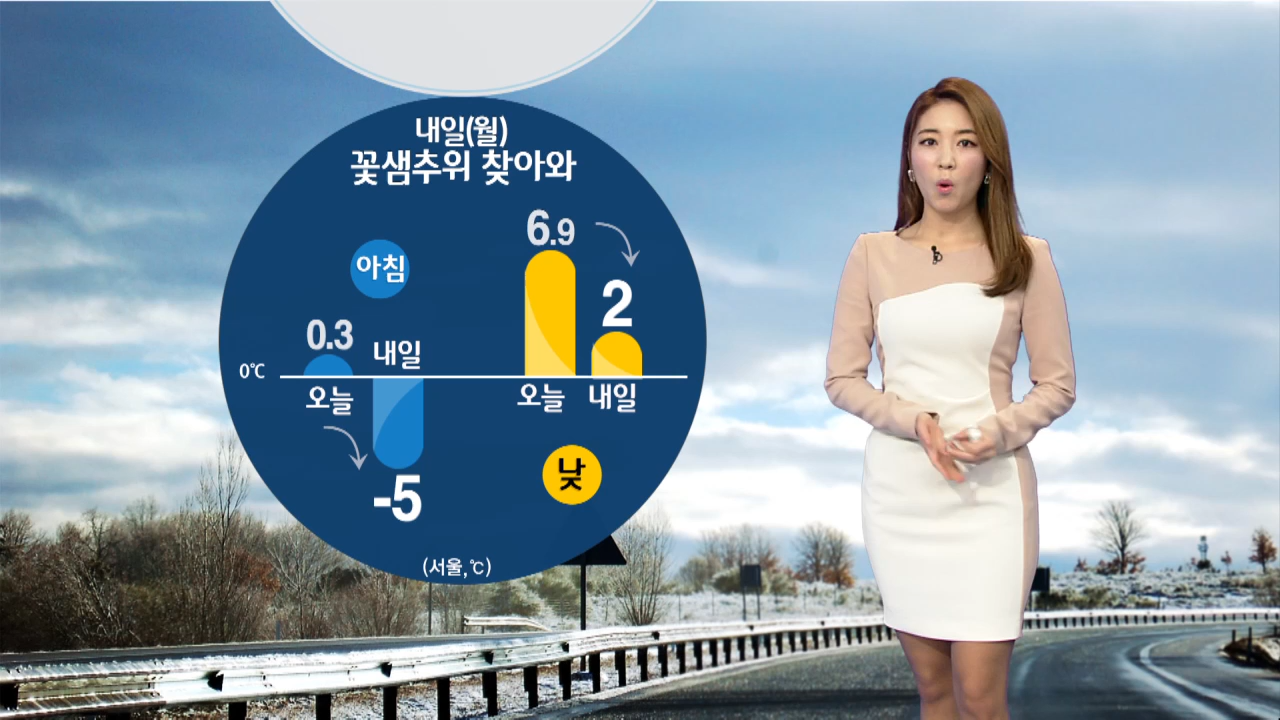 내일(월)
꽃샘추위 찾아와
아침
0.3
내일
0℃
오늘
-5
6.9
2
오늘
내일
낮
(서울,℃)